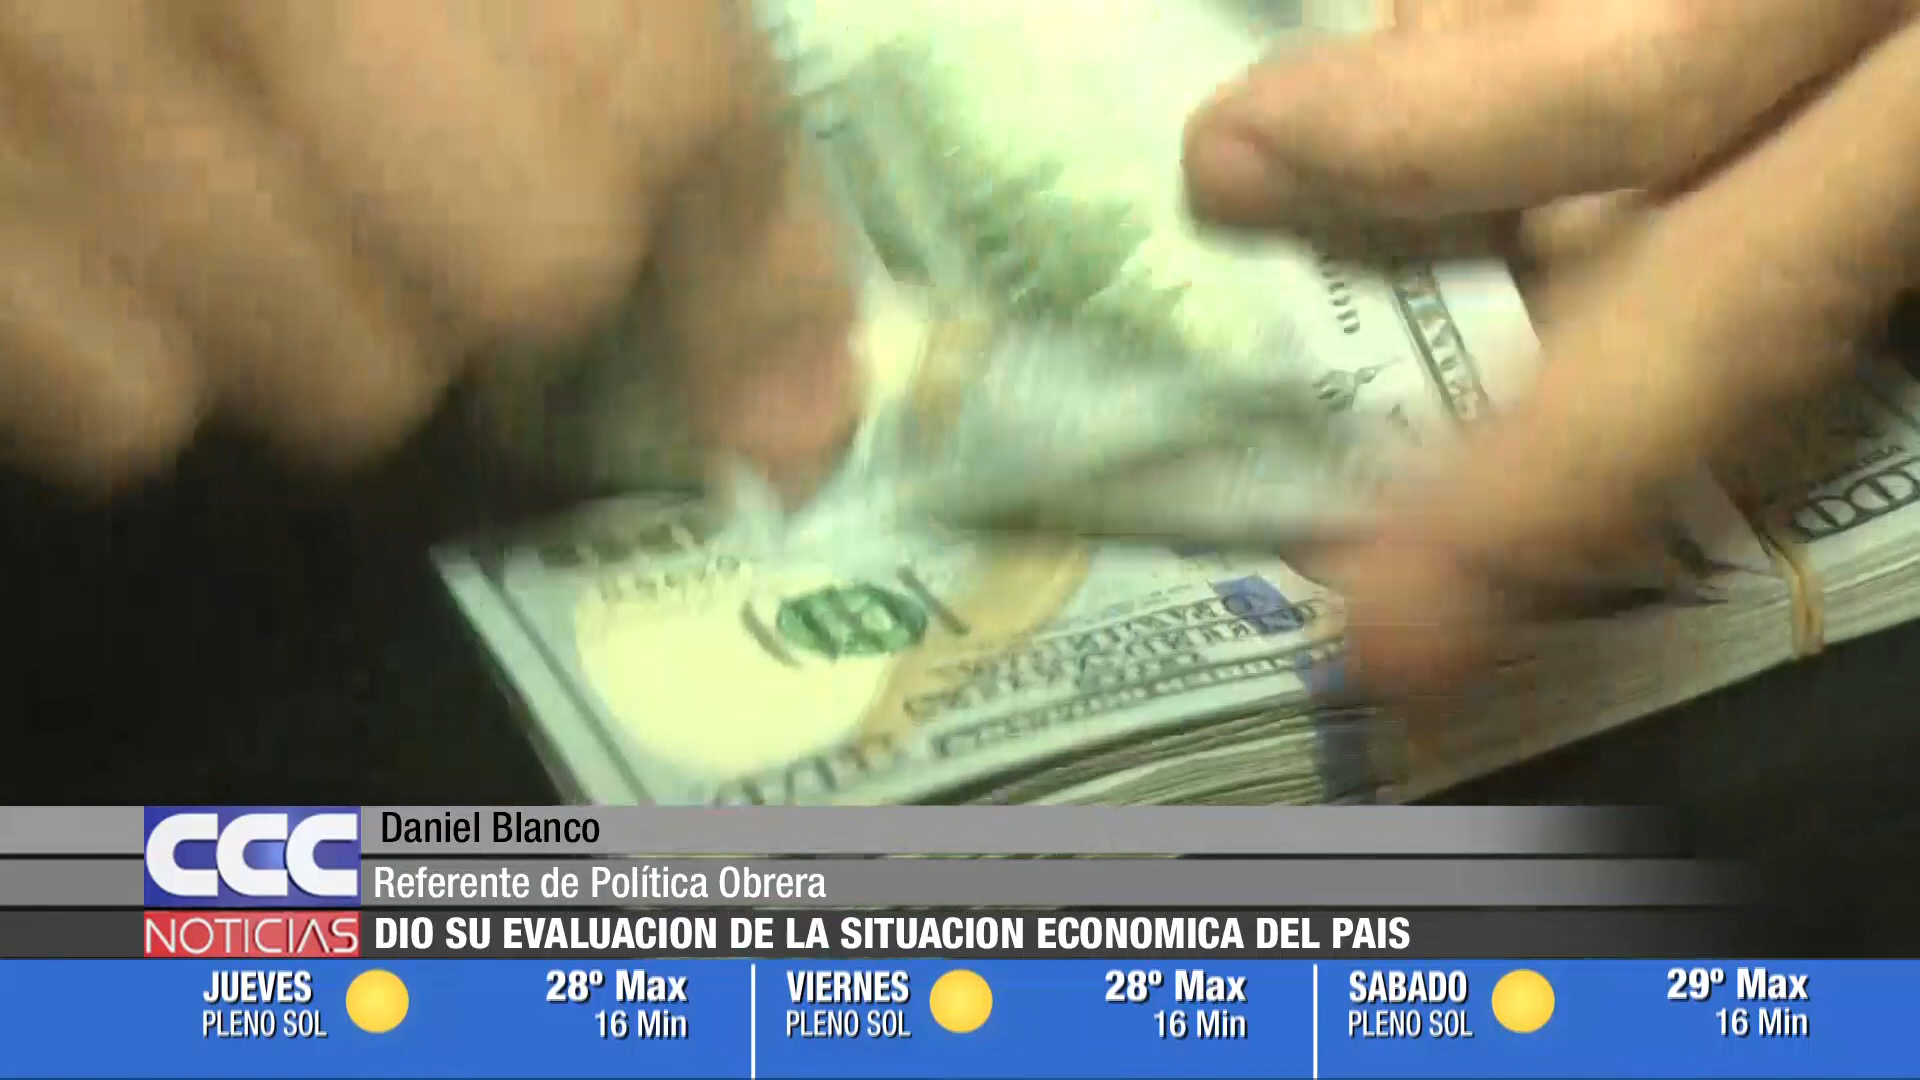 CCC
NOTICIAS
Daniel Blanco
Referente de Política Obrera
DIO SU EVALUACION DE LA SITUACION ECONOMICA DEL PAIS
JUEVES
PLENO SOL
28º Max
16 Min
VIERNES
PLENO SOL
28º Max
16 Min
SABADO
PLENO SOL
29º Max
16 Min